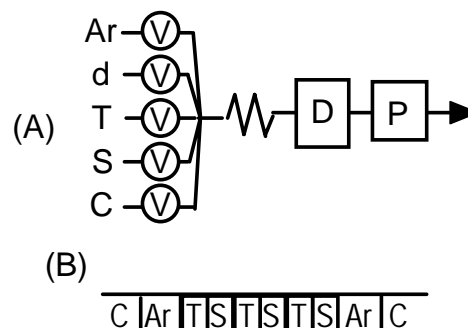 Ar V
d V
(A) T V D P
S V
C V
(B)
C Ar T S T S T S Ar C